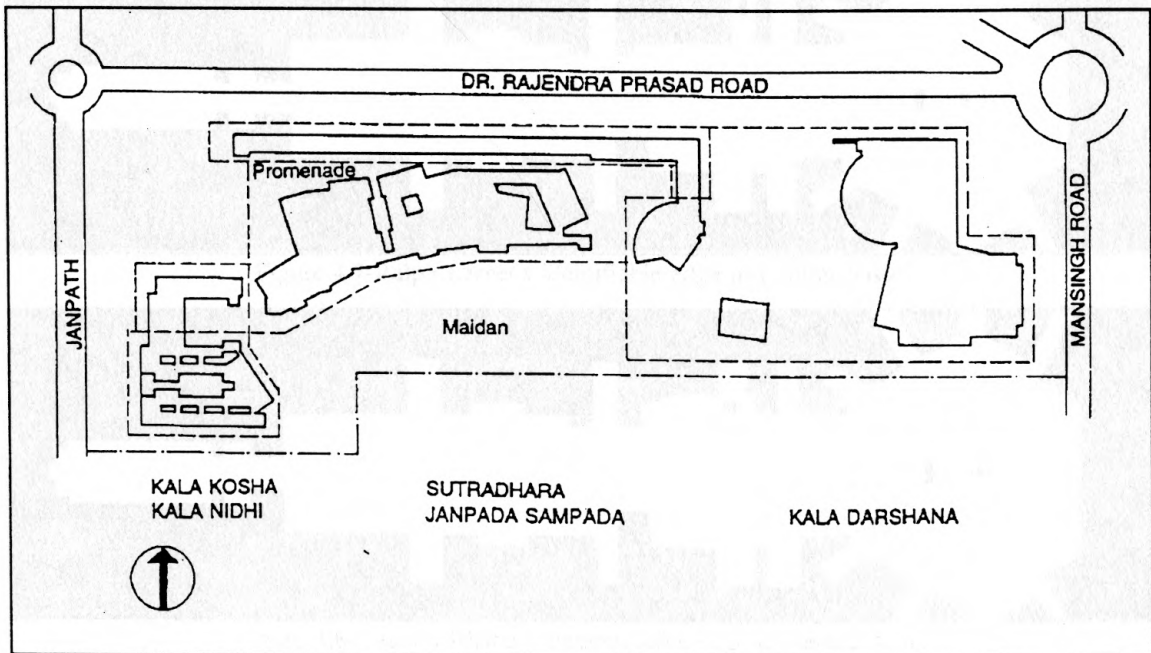 DR. RAJENDRA PRASAD ROAD
Promenade
JANPATH
MANSINGH ROAD
Maidan
KALA KOSHA
KALA NIDHI
SUTRADHARA
JANPADA SAMPADA
KALA DARSHANA